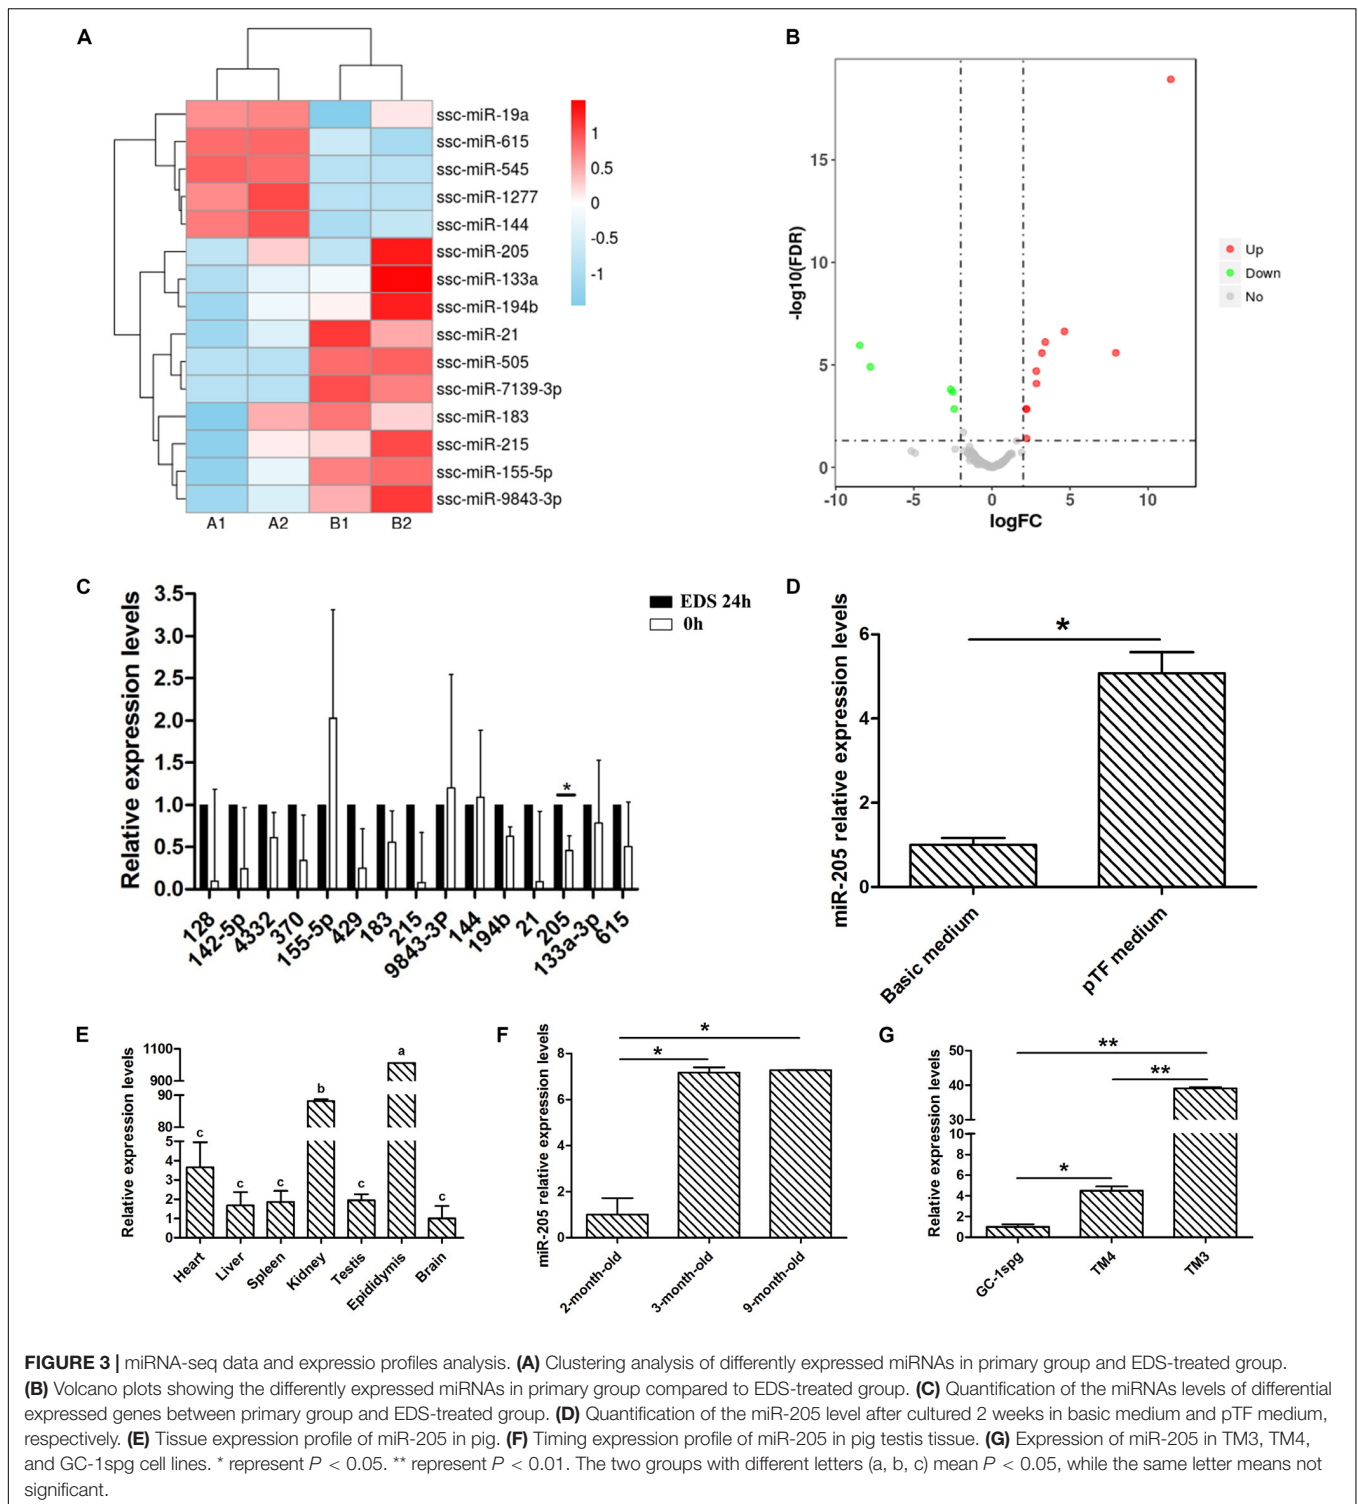 A
ssc-miR-19a
ssc-miR-615
ssc-miR-545
ssc-miR-1277
ssc-miR-144
ssc-miR-205
ssc-miR-133a
ssc-miR-194b
ssc-miR-21
ssc-miR-505
ssc-miR-7139-3p
ssc-miR-183
ssc-miR-215
ssc-miR-155-5p
ssc-miR-9843-3p
A1 A2 B1 B2
1
0.5
0
-0.5
-1
B
-log10(FDR)
15
10
5
0
-10 -5 0 5 10
logFC
Up
Down
No
C
Relative expression levels
3.5
3.0
2.5
2.0
1.5
1.0
0.5
0.0
*
EDS 24h
0h
128 142-5p 4332 370 155-5p 429 183 215 9843-3P 144 194b 21 205 133a-3p 615
D
miR-205 relative expression levels
6
4
2
0
*
Basic medium pTF medium
E
Relative expression levels
1100
900
90
80
5
4
3
2
1
0
c c c b c a c
Heart Liver Spleen Kidney Testis Epididymis Brain
F
miR-205 relative expression levels
8
6
4
2
0
*
*
2-month-old 3-month-old 9-month-old
G
Relative expression levels
50
40
30
10
8
6
4
2
0
**
**
*
GC-1spg TM4 TM3
FIGURE 3 | miRNA-seq data and expressio profiles analysis. (A) Clustering analysis of differently expressed miRNAs in primary group and EDS-treated group.
(B) Volcano plots showing the differently expressed miRNAs in primary group compared to EDS-treated group. (C) Quantification of the miRNAs levels of differential
expressed genes between primary group and EDS-treated group. (D) Quantification of the miR-205 level after cultured 2 weeks in basic medium and pTF medium,
respectively. (E) Tissue expression profile of miR-205 in pig. (F) Timing expression profile of miR-205 in pig testis tissue. (G) Expression of miR-205 in TM3, TM4,
and GC-1spg cell lines. * represent P < 0.05. ** represent P < 0.01. The two groups with different letters (a, b, c) mean P < 0.05, while the same letter means not
significant.